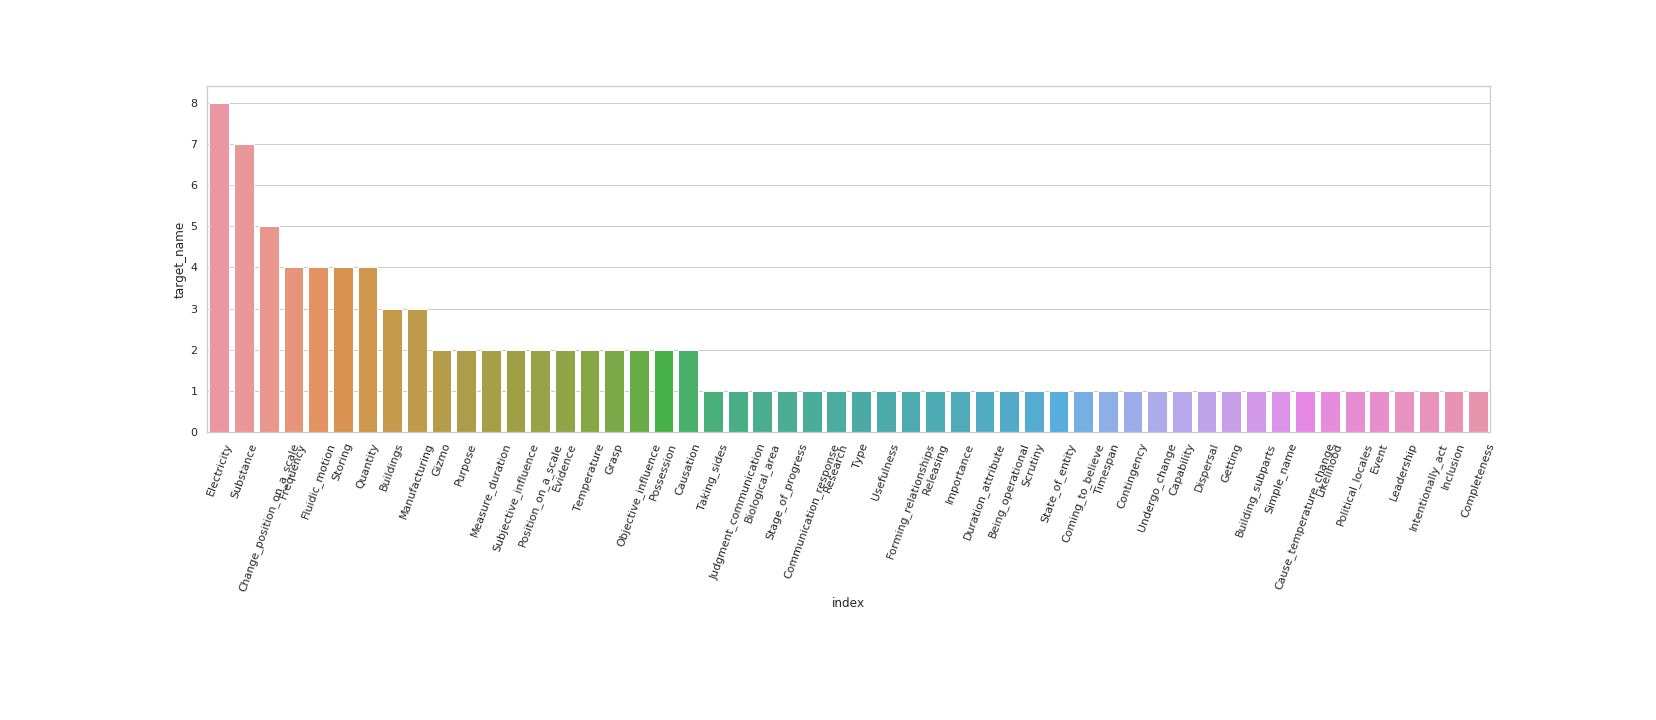 8
7
6
5
4
3
2
1
0
target_name
Electricity
Substance
Change_position_on_a_scale
Frequency
Fluidic_motion
Storing
Quantity
Buildings
Manufacturing
Gizmo
Purpose
Measure_duration
Subjective_influence
Position_on_a_scale
Evidence
Temperature
Grasp
Objective_influence
Possession
Causation
Taking_sides
Judgment_communication
Biological_area
Stage_of_progress
Communication_response
Research
Type
Usefulness
Forming_relationships
Releasing
Importance
Duration_attribute
Being_operational
Scrutiny
State_of_entity
Coming_to_believe
Timespan
Contingency
Undergo_change
Capability
Dispersal
Getting
Building_subparts
Simple_name
Cause_temperature_change
Likelihood
Political_locales
Event
Leadership
Intentionally_act
Inclusion
Completeness
index